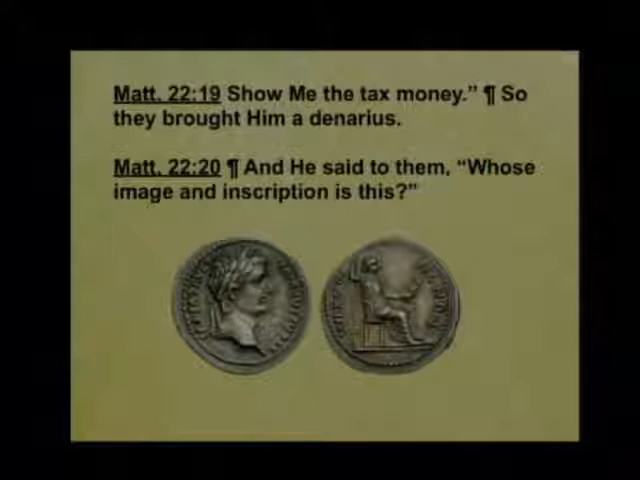 Matt. 22:19 Show Me the tax money.” ¶ So
they brought Him a denarius.
Matt. 22:20 ¶ And He said to them, “Whose
image and inscription is this?”